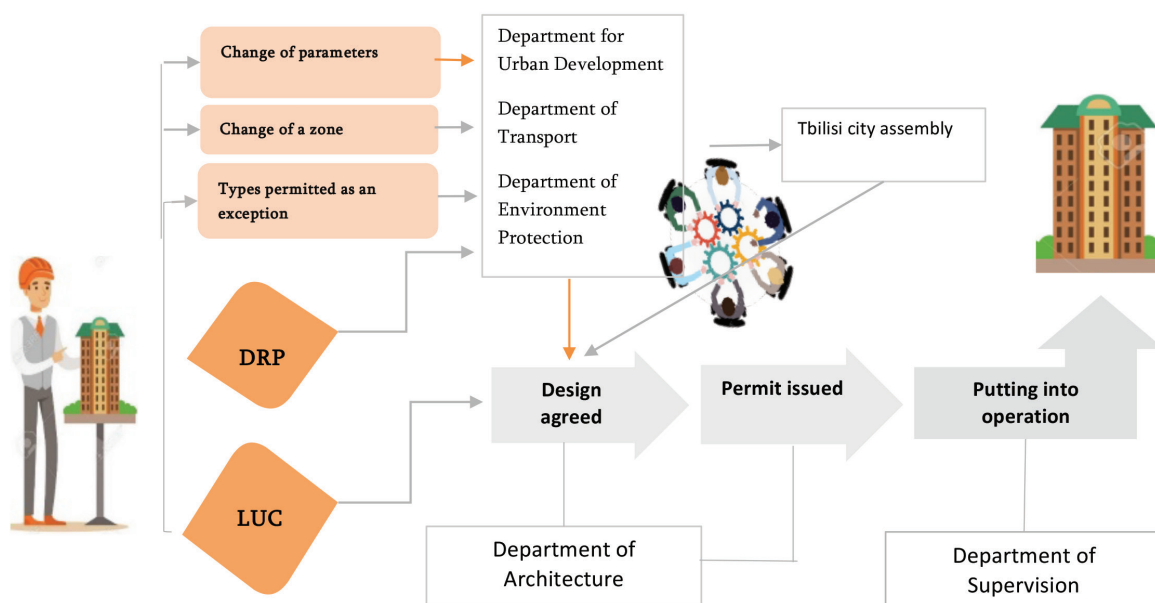 Change of parameters
Change of a zone
Types permitted as an
exception
Department for
Urban Development
Department of
Transport
Department of
Environment
Protection
Tbilisi city assembly
DRP
LUC
Design
agreed
Permit issued
Putting into
operation
Department of
Architecture
Department of
Supervision